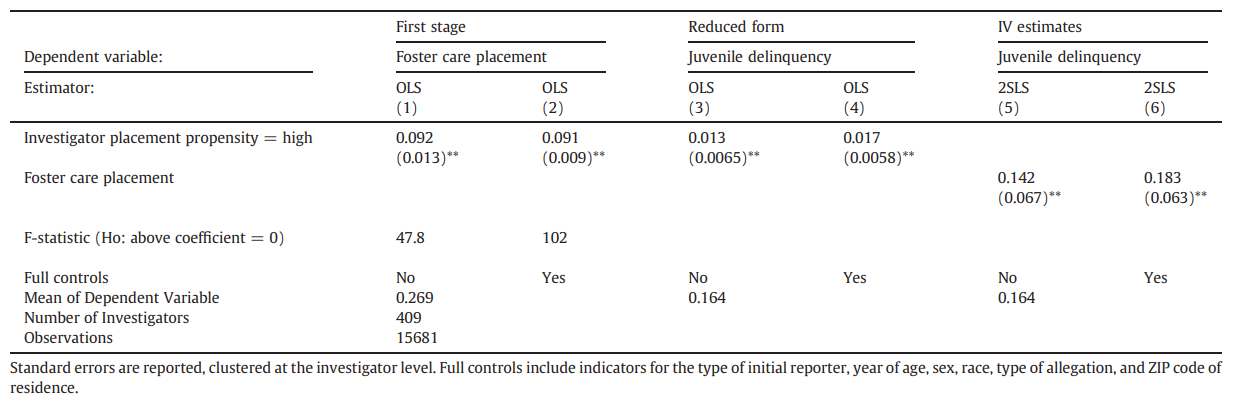 First stage Reduced form IV estimates
Dependent variable: Foster care placement Juvenile delinquency Juvenile delinquency
Estimator: OLS OLS OLS OLS 2SLS 2SLS
(1) (2) (3) (4) (5) (6)
Investigator placement propensity = high 0.092 0.091 0.013 0.017
(0.013)** (0.009)** (0.0065)** (0.0058)**
Foster care placement 0.142 0.183
(0.067)** (0.063)**
F-statistic (Ho: above coefficient = 0) 47.8 102
Full controls No Yes No Yes No Yes
Mean of Dependent Variable 0.269 0.164 0.164
Number of Investigators 409
Observations 15681
Standard errors are reported, clustered at the investigator level. Full controls include indicators for the type of initial reporter, year of age, sex, race, type of allegation, and ZIP code of
residence.